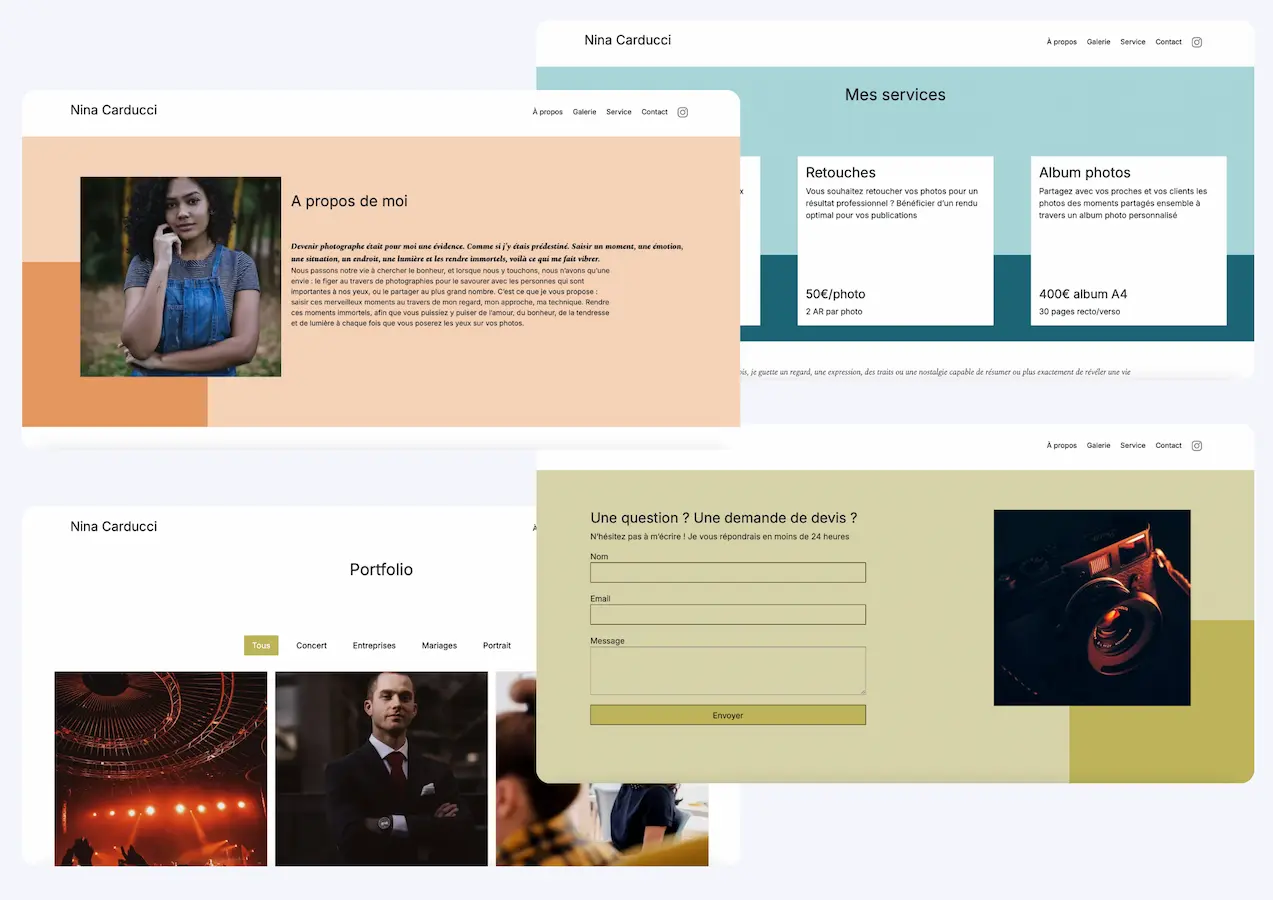 Nina Carducci
À propos Galerie Service Contact
Mes services
Retouches
Vous souhaitez retoucher vos photos pour un
résultat professionnel ? Bénéficier d'un rendu
optimal pour vos publications
50€/photo
2 AR par photo
Album photos
Partagez avec vos proches et vos clients les
photos des moments partagés ensemble à
travers un album photo personnalisé
400€ album A4
30 pages recto/verso
je guette un regard, une expression, des traits ou une nostalgie capable de résumer ou plus exactement de révéler une vie
Nina Carducci
À propos Galerie Service Contact
A propos de moi
Devenir photographe était pour moi une évidence. Comme si j'y étais prédestiné. Saisir un moment, une émotion,
une situation, un endroit, une lumière et les rendre immortels, voilà ce qui me fait vibrer.
Nous passons notre vie à chercher le bonheur, et lorsque nous y touchons, nous n'avons qu'une
envie : le figer au travers de photographies pour le savourer avec les personnes qui sont
importantes à nos yeux, ou le partager au plus grand nombre. C'est ce que je vous propose :
saisir ces merveilleux moments au travers de mon regard, mon approche, ma technique. Rendre
ces moments immortels, afin que vous puissiez y puiser de l'amour, du bonheur, de la tendresse
et de lumière à chaque fois que vous poserez les yeux sur vos photos.
À propos Galerie Service Contact
Une question ? Une demande de devis ?
N'hésitez pas à m'écrire ! Je vous répondrais en moins de 24 heures
Nom
Email
Message
Envoyer
Nina Carducci
Portfolio
Tous Concert Entreprises Mariages Portrait